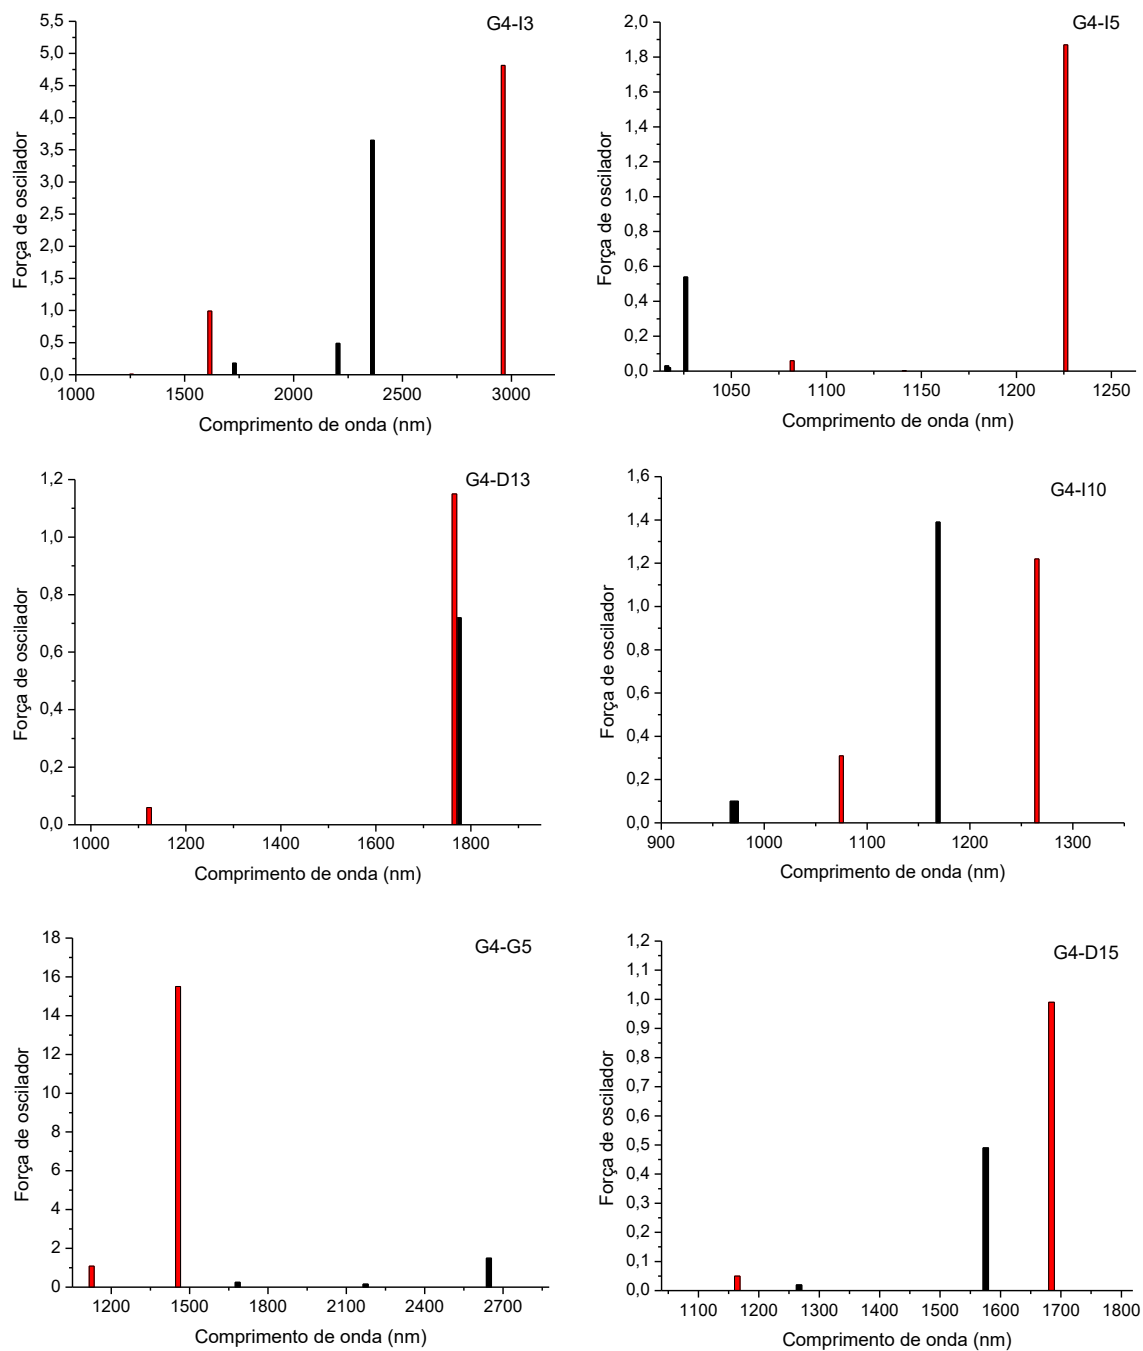 G4-I3
5,5
5,0
4,5
4,0
3,5
3,0
2,5
2,0
1,5
1,0
0,5
0,0
Força de oscilador
1000 1500 2000 2500 3000
Comprimento de onda (nm)
G4-I5
2,0
1,8
1,6
1,4
1,2
1,0
0,8
0,6
0,4
0,2
0,0
Força de oscilador
1050 1100 1150 1200 1250
Comprimento de onda (nm)
G4-D13
1,2
1,0
0,8
0,6
0,4
0,2
0,0
Força de oscilador
1000 1200 1400 1600 1800
Comprimento de onda (nm)
G4-I10
1,6
1,4
1,2
1,0
0,8
0,6
0,4
0,2
0,0
Força de oscilador
900 1000 1100 1200 1300
Comprimento de onda (nm)
G4-G5
18
16
14
12
10
8
6
4
2
0
Força de oscilador
1200 1500 1800 2100 2400 2700
Comprimento de onda (nm)
G4-D15
1,2
1,1
1,0
0,9
0,8
0,7
0,6
0,5
0,4
0,3
0,2
0,1
0,0
Força de oscilador
1100 1200 1300 1400 1500 1600 1700 1800
Comprimento de onda (nm)